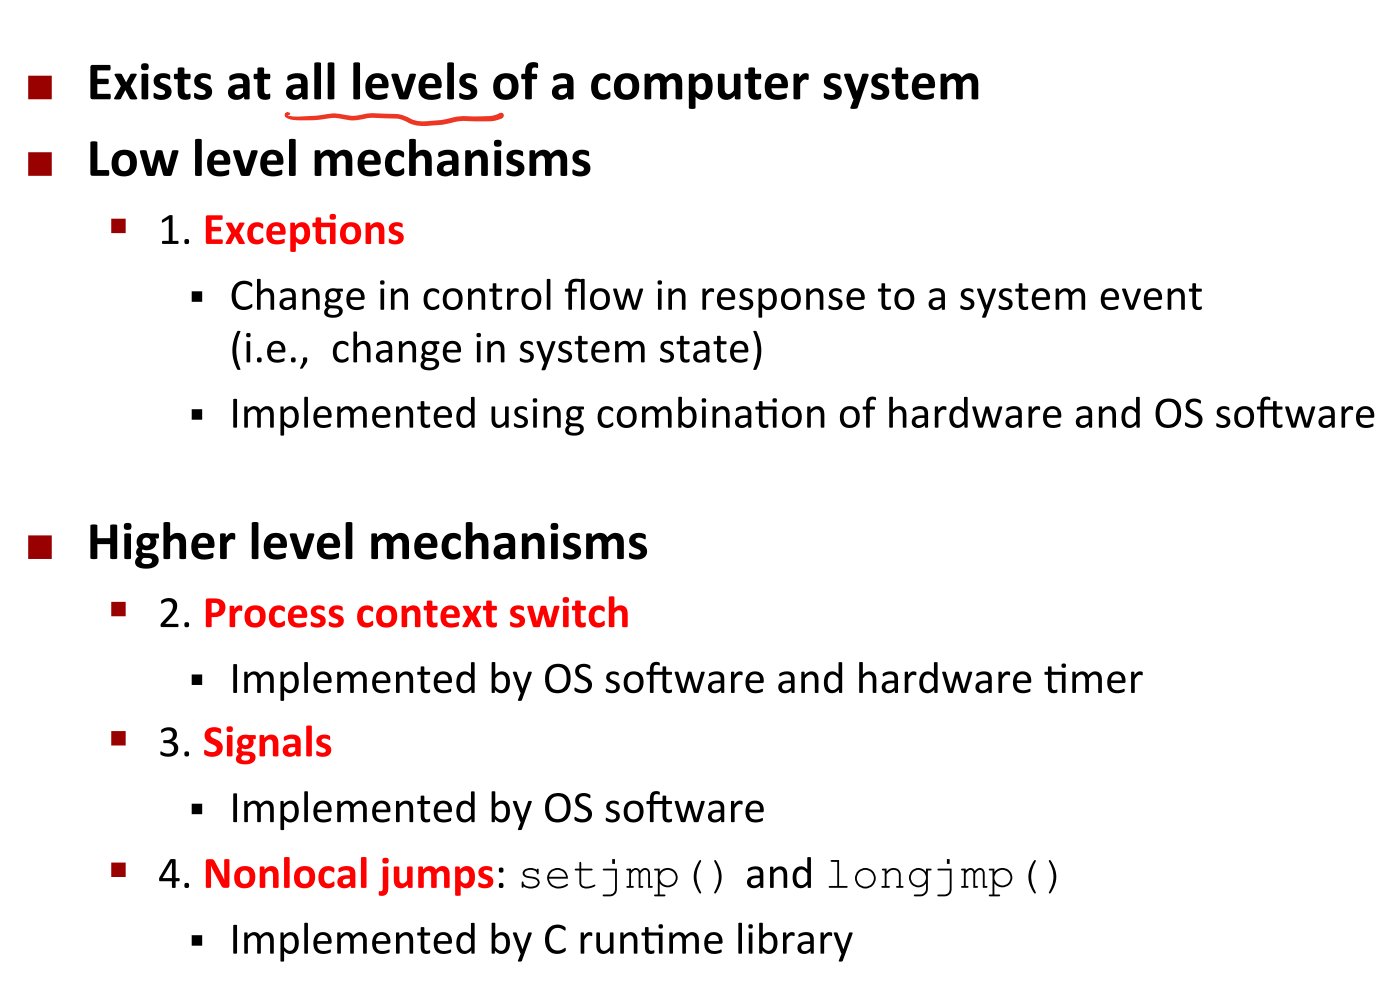 Exists at all levels of a computer system
Low level mechanisms
1. Exceptions
Change in control flow in response to a system event
(i.e., change in system state)
Implemented using combination of hardware and OS software
Higher level mechanisms
2. Process context switch
Implemented by OS software and hardware timer
3. Signals
Implemented by OS software
4. Nonlocal jumps: setjmp() and longjmp()
Implemented by C runtime library